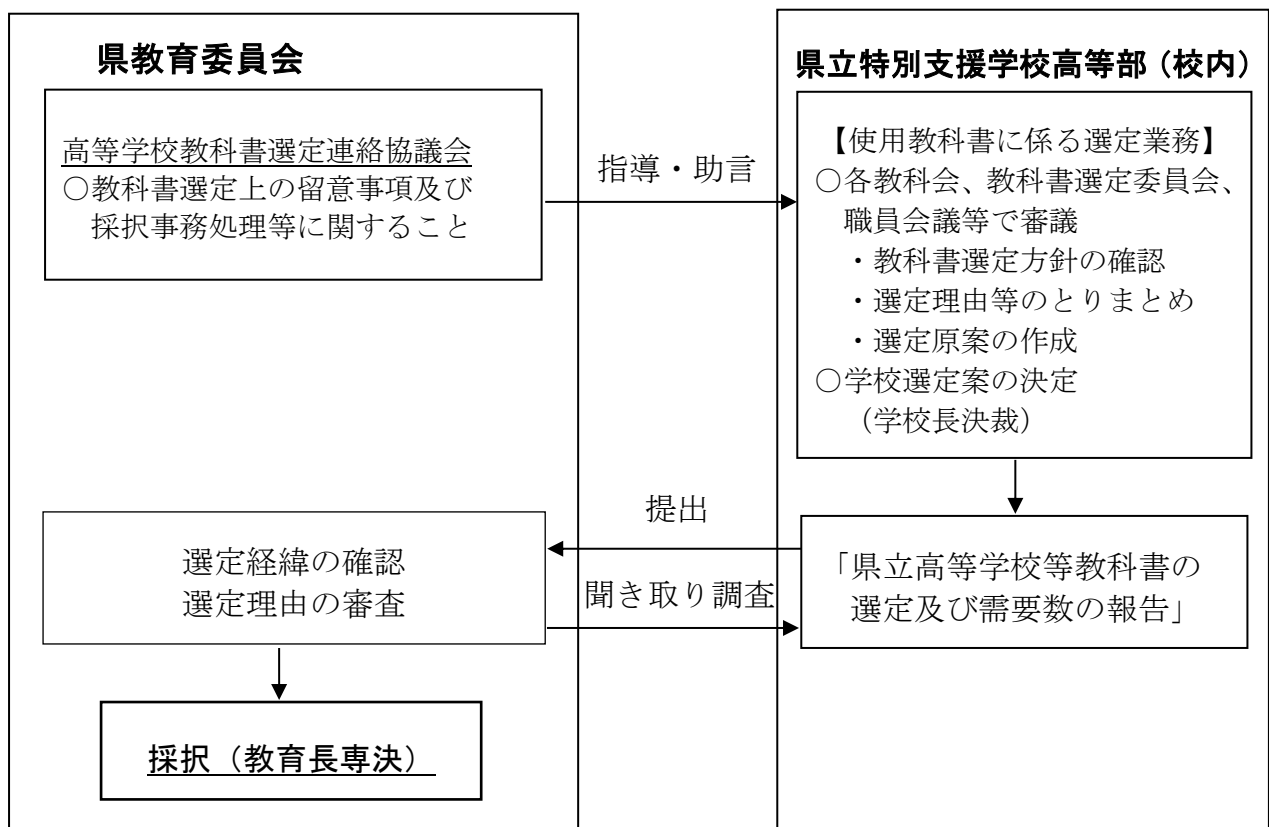 県教育委員会
高等学校教科書選定連絡協議会
○教科書選定上の留意事項及び
採択事務処理等に関すること
指導・助言
県立特別支援学校高等部（校内）
【使用教科書に係る選定業務】
○各教科会、教科書選定委員会、
職員会議等で審議
・教科書選定方針の確認
・選定理由等のとりまとめ
・選定原案の作成
○学校選定案の決定
（学校長決裁）
提出
選定経緯の確認
選定理由の審査
聞き取り調査
「県立高等学校等教科書の
選定及び需要数の報告」
採択（教育長専決）